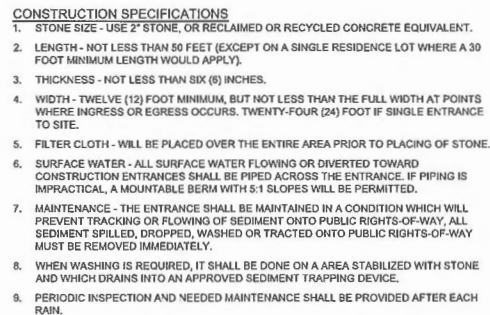 CONSTRUCTION SPECIFICATIONS
1. STONE SIZE - USE 2" STONE, OR RECLAIMED OR RECYCLED CONCRETE EQUIVALENT.
2. LENGTH - NOT LESS THAN 50 FEET (EXCEPT ON A SINGLE RESIDENCE LOT WHERE A 30
FOOT MINIMUM LENGTH WOULD APPLY).
3. THICKNESS - NOT LESS THAN SIX (6) INCHES.
4. WIDTH - TWELVE (12) FOOT MINIMUM, BUT NOT LESS THAN THE FULL WIDTH AT POINTS
WHERE INGRESS OR EGRESS OCCURS. TWENTY-FOUR (24) FOOT IF SINGLE ENTRANCE
TO SITE.
5. FILTER CLOTH - WILL BE PLACED OVER THE ENTIRE AREA PRIOR TO PLACING OF STONE.
6. SURFACE WATER - ALL SURFACE WATER FLOWING OR DIVERTED TOWARD
CONSTRUCTION ENTRANCES SHALL BE PIPED ACROSS THE ENTRANCE. IF PIPING IS
IMPRACTICAL, A MOUNTABLE BERM WITH 5:1 SLOPES WILL BE PERMITTED.
7. MAINTENANCE - THE ENTRANCE SHALL BE MAINTAINED IN A CONDITION WHICH WILL
PREVENT TRACKING OR FLOWING OF SEDIMENT ONTO PUBLIC RIGHTS-OF-WAY, ALL
SEDIMENT SPILLED, DROPPED, WASHED OR TRACTED ONTO PUBLIC RIGHTS-OF-WAY
MUST BE REMOVED IMMEDIATELY.
8. WHEN WASHING IS REQUIRED, IT SHALL BE DONE ON A AREA STABILIZED WITH STONE
AND WHICH DRAINS INTO AN APPROVED SEDIMENT TRAPPING DEVICE.
9. PERIODIC INSPECTION AND NEEDED MAINTENANCE SHALL BE PROVIDED AFTER EACH
RAIN.